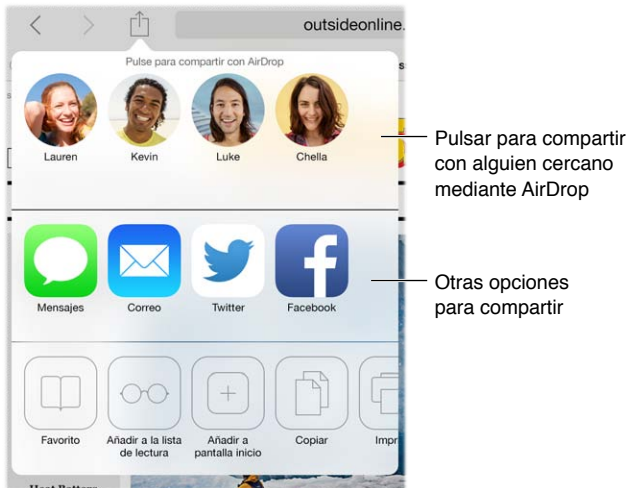 outsideonline.
Pulse para compartir con AirDrop
Lauren
Kevin
Luke
Chella
Pulsar para compartir
con alguien cercano
mediante AirDrop
Mensajes
Correo
Twitter
Facebook
Otras opciones
para compartir
Favorito
Añadir a la lista
de lectura
Añadir a
pantalla inicio
Copiar
Impr